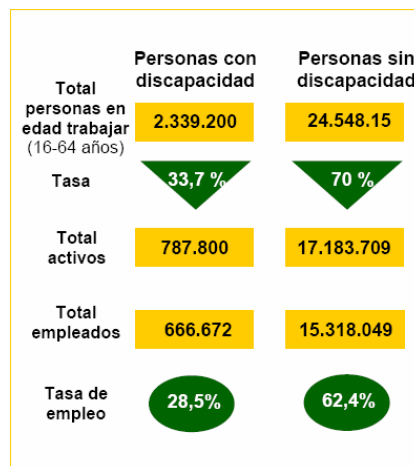 Personas con
discapacidad
Personas sin
discapacidad
Total
personas en
edad trabajar
(16-64 años)
2.339.200
24.548.15
Tasa
33,7 %
70 %
Total
activos
787.800
17.183.709
Total
empleados
666.672
15.318.049
Tasa de
empleo
28,5%
62,4%